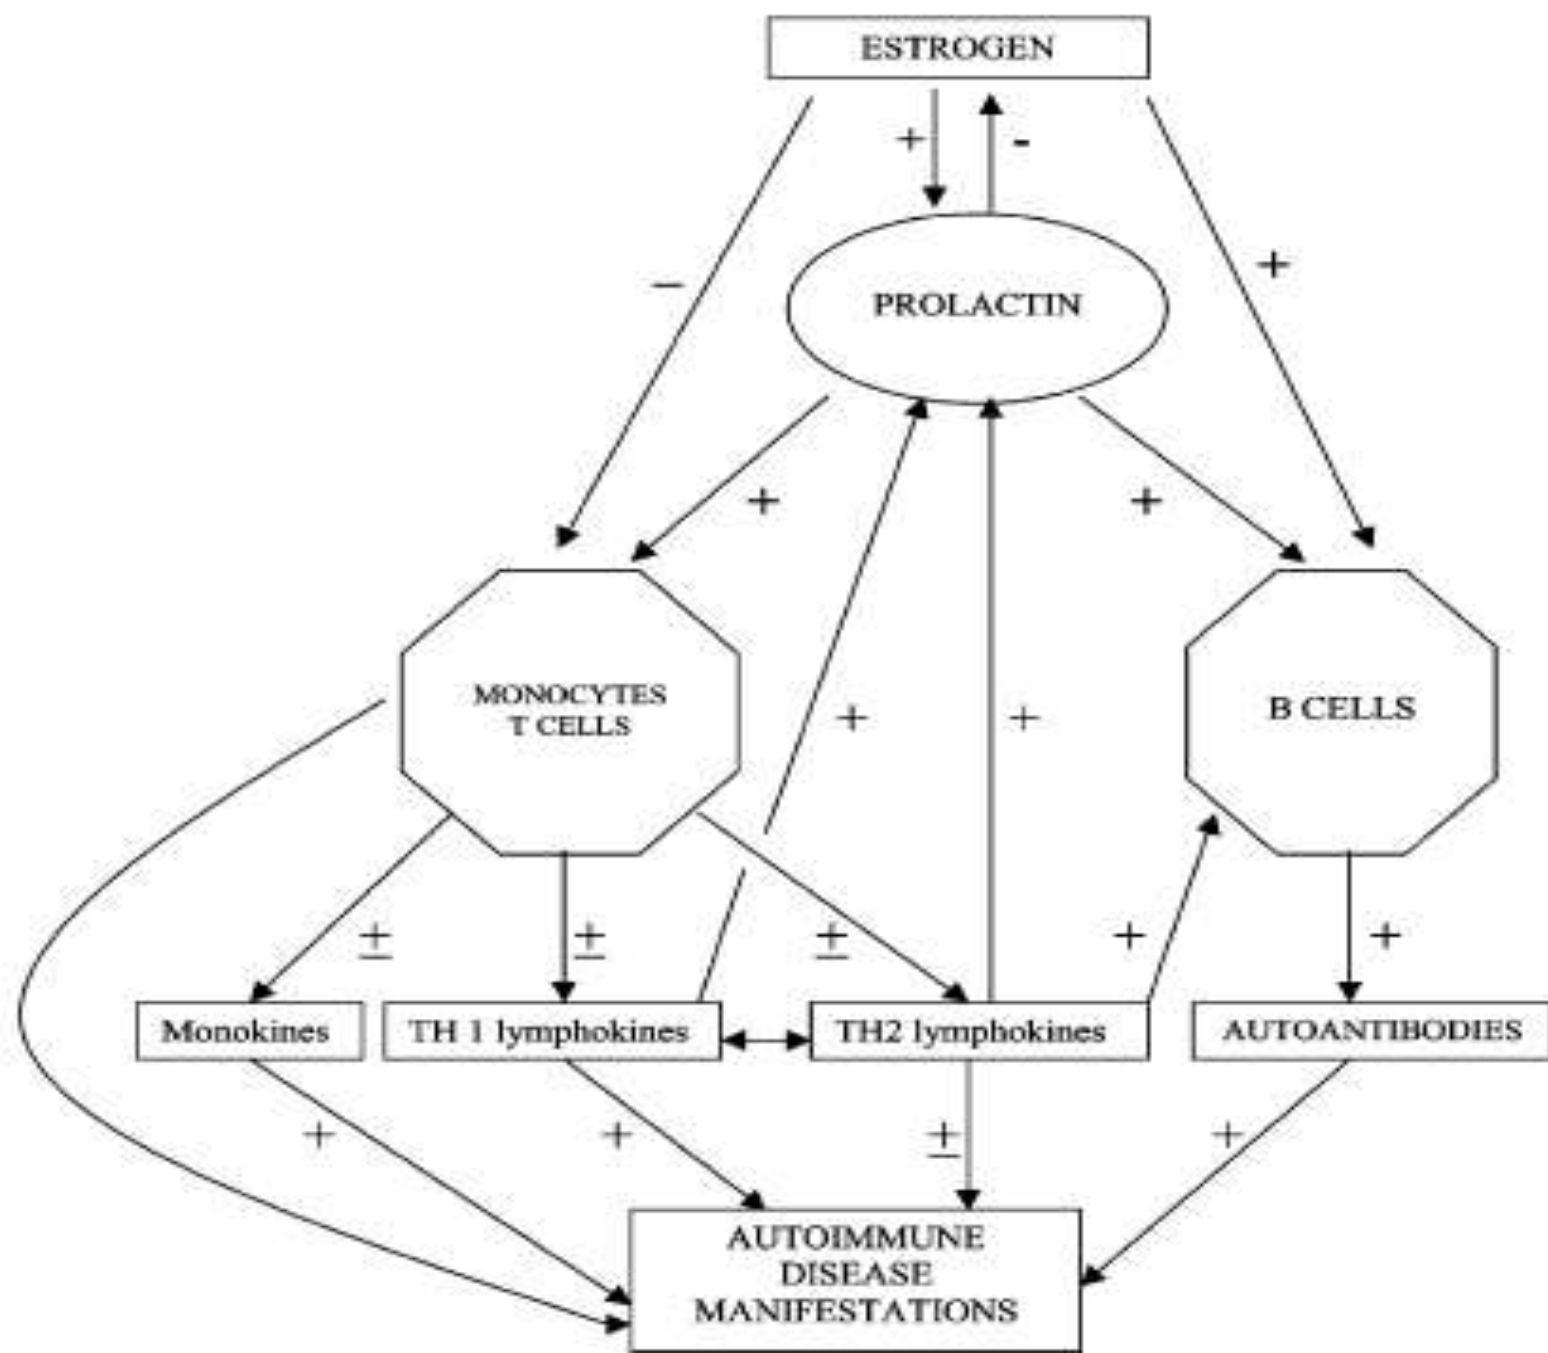 ESTROGEN
+
-
−
+
PROLACTIN
+
+
MONOCYTES
T CELLS
+
+
B CELLS
±
±
±
+
+
Monokines
TH 1 lymphokines
TH2 lymphokines
AUTOANTIBODIES
+
+
±
+
AUTOIMMUNE
DISEASE
MANIFESTATIONS